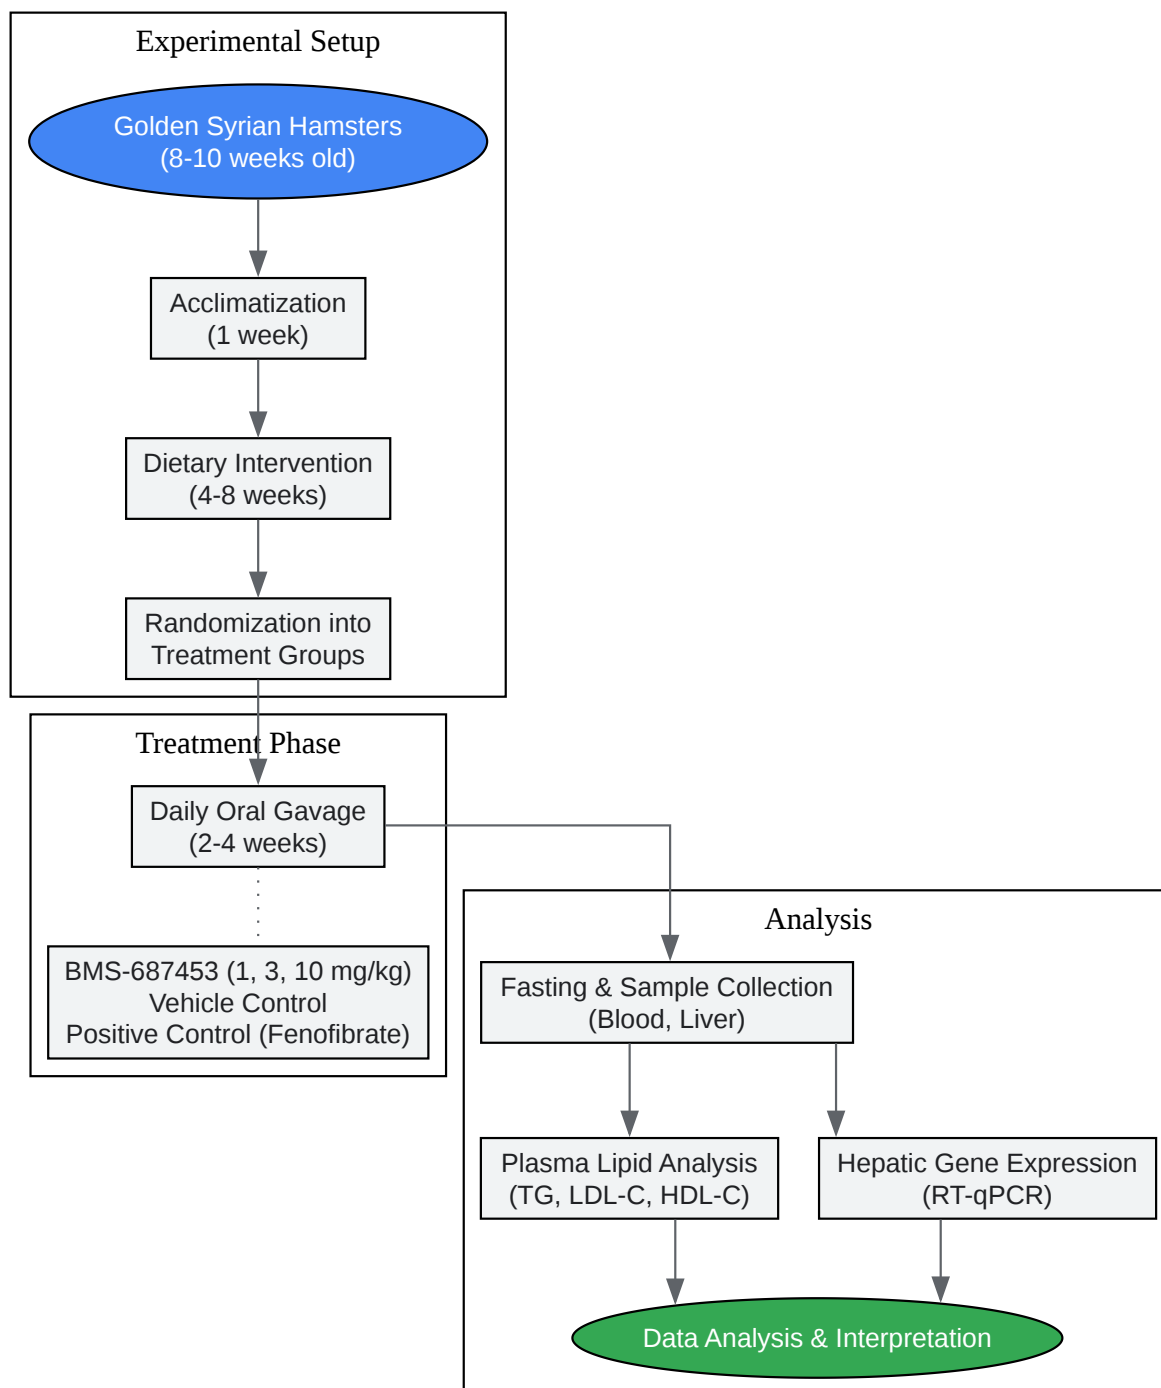 Experimental Setup
Golden Syrian Hamsters
(8-10 weeks old)
Acclimatization
(1 week)
Dietary Intervention
(4-8 weeks)
Randomization into
Treatment Groups
Treatment Phase
Daily Oral Gavage
(2-4 weeks)
BMS-687453 (1, 3, 10 mg/kg)
Vehicle Control
Positive Control (Fenofibrate)
Analysis
Fasting & Sample Collection
(Blood, Liver)
Plasma Lipid Analysis
(TG, LDL-C, HDL-C)
Hepatic Gene Expression
(RT-qPCR)
Data Analysis & Interpretation